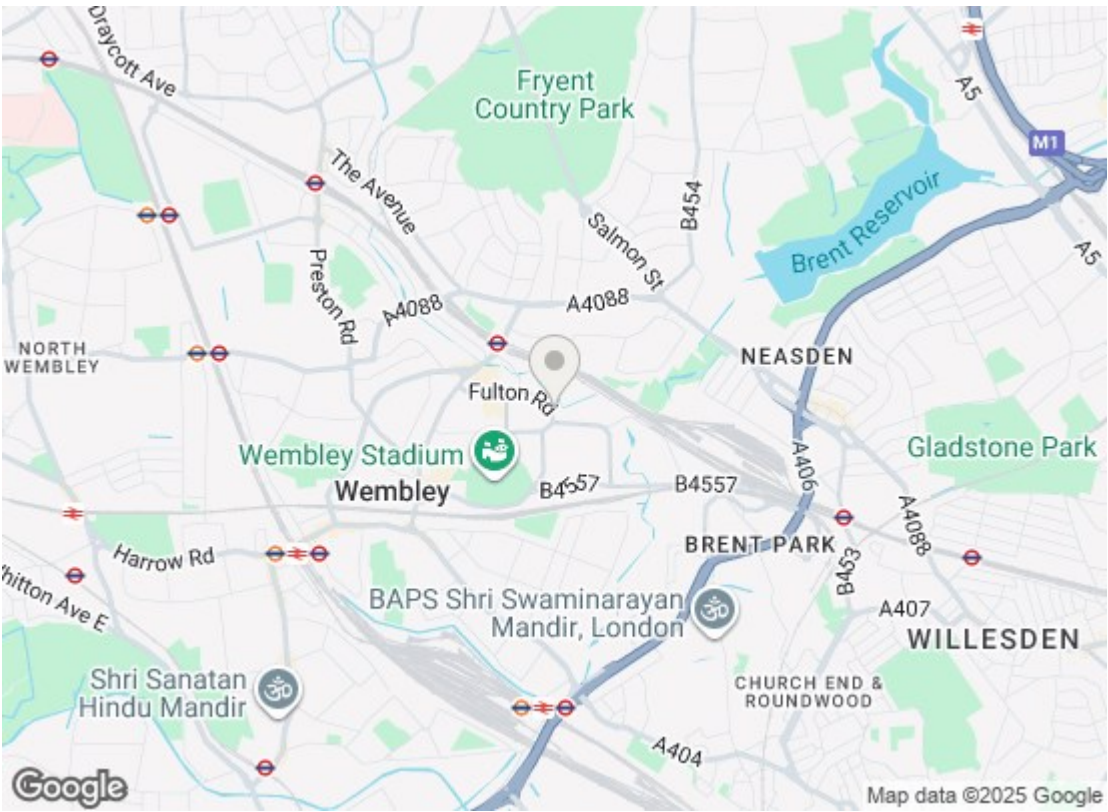 Draycott Ave
A5
M1
Fryent
Country Park
The Avenue
B454
Brent Reservoir
Salmon St
A5
Preston Rd
A4088
A4088
NORTH
WEMBLEY
NEASDEN
Fulton Rd
Wembley Stadium
Wembley
Gladstone Park
A406
B4557
B4557
A4088
BRENT PARK
Harrow Rd
B453
Whitton Ave E
BAPS Shri Swaminarayan
Mandir, London
A407
WILLESDEN
Shri Sanatan
Hindu Mandir
CHURCH END &
ROUNDWOOD
A404
Google
Map data ©2025 Google